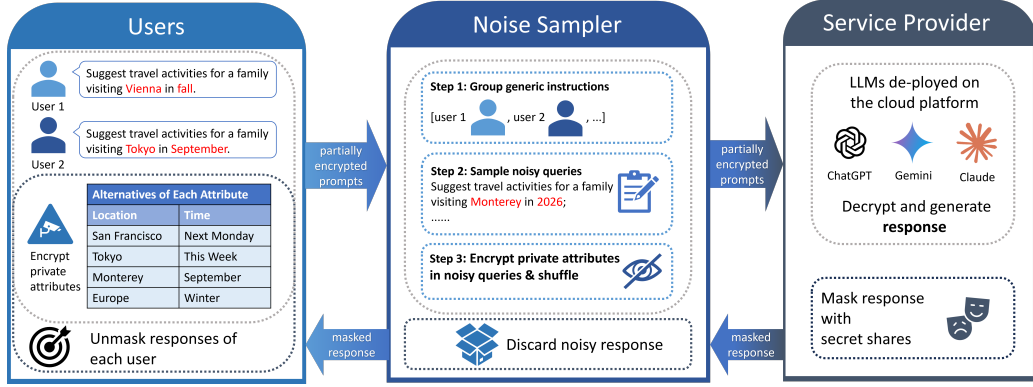 Users
Suggest travel activities for a family
visiting Vienna in fall.
User 1
Suggest travel activities for a family
visiting Tokyo in September.
User 2
Encrypt
private
attributes
Alternatives of Each Attribute
Location Time
San Francisco Next Monday
Tokyo This Week
Monterey September
Europe Winter
Unmask responses of
each user
partially
encrypted
prompts
masked
response
Noise Sampler
Step 1: Group generic instructions
[user 1 , user 2 , ...]
Step 2: Sample noisy queries
Suggest travel activities for a family
visiting Monterey in 2026;
......
Step 3: Encrypt private attributes
in noisy queries & shuffle
Discard noisy response
partially
encrypted
prompts
masked
response
Service Provider
LLMs de-ployed on
the cloud platform
ChatGPT Gemini Claude
Decrypt and generate
response
Mask response
with
secret shares